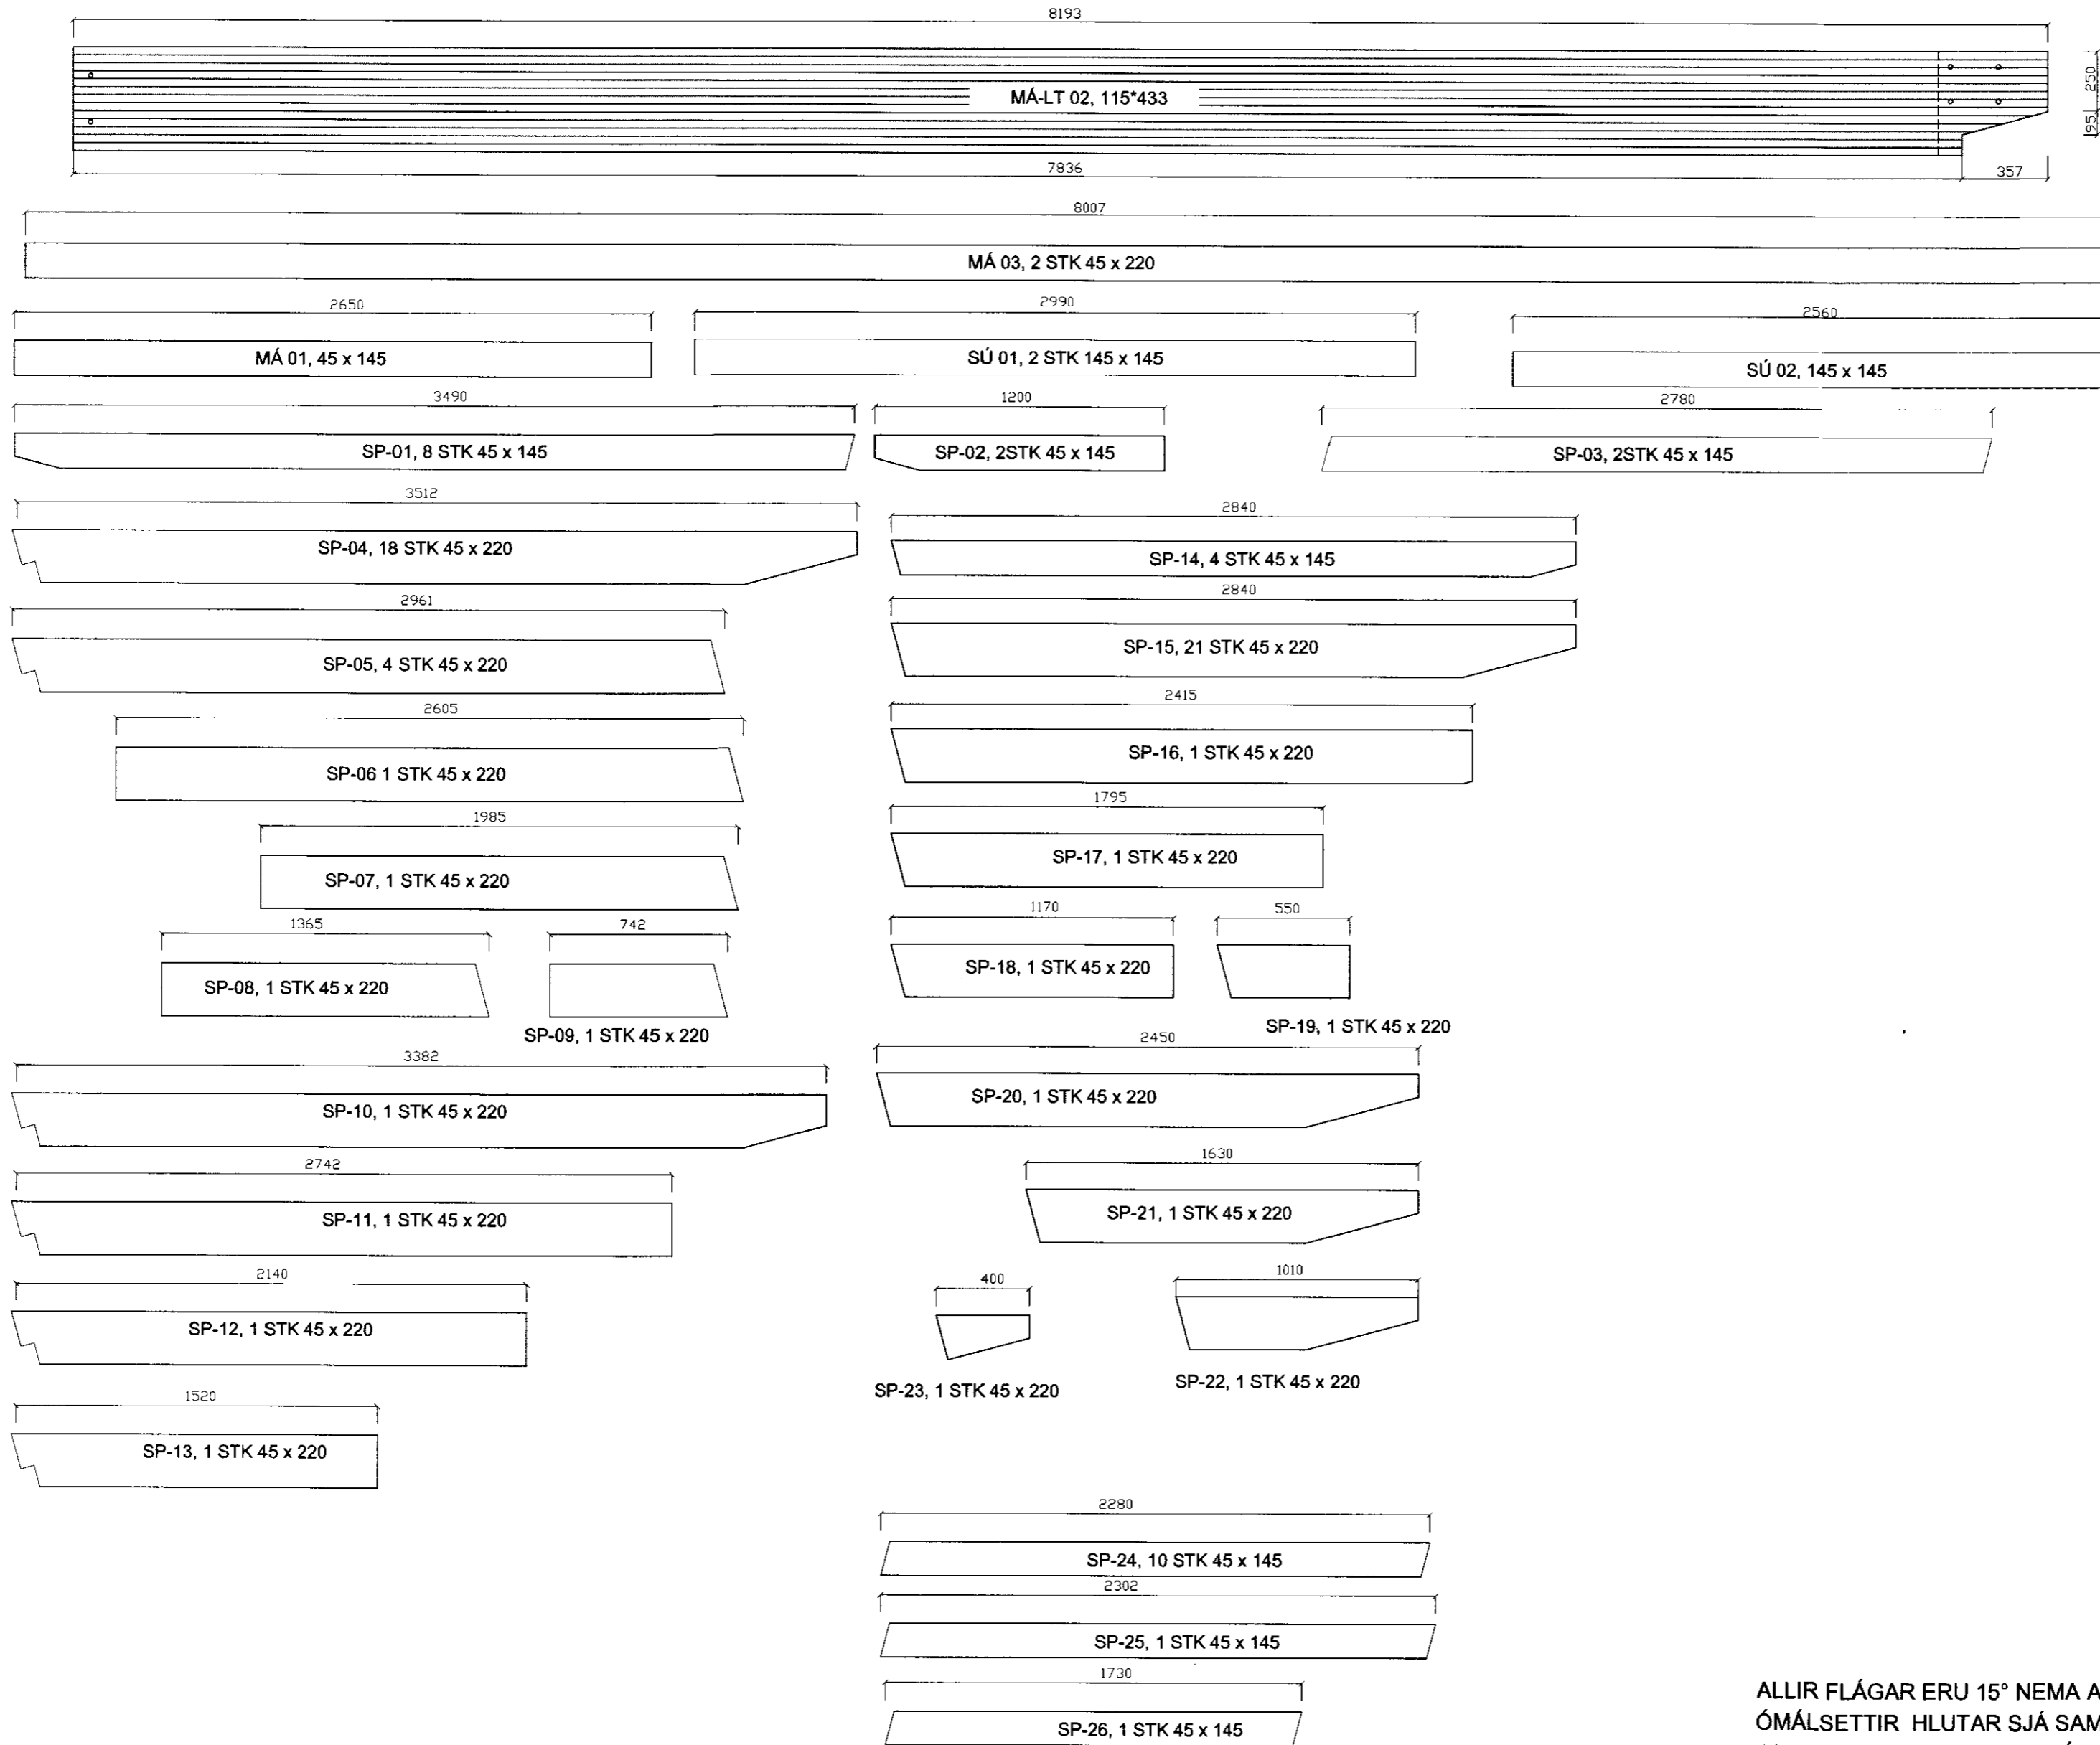 8193
MÁ-LT 02, 115*433
250
95
7836
357
8007
MÁ 03, 2 STK 45 x 220
2650
2990
2560
MÁ 01, 45 x 145
SÚ 01, 2 STK 145 x 145
SÚ 02, 145 x 145
3490
1200
2780
SP-01, 8 STK 45 x 145
SP-02, 2STK 45 x 145
SP-03, 2STK 45 x 145
3512
SP-04, 18 STK 45 x 220
2840
SP-14, 4 STK 45 x 145
2961
SP-05, 4 STK 45 x 220
2840
SP-15, 21 STK 45 x 220
2605
SP-06 1 STK 45 x 220
2415
SP-16, 1 STK 45 x 220
1985
SP-07, 1 STK 45 x 220
1795
SP-17, 1 STK 45 x 220
1365
SP-08, 1 STK 45 x 220
742
SP-09, 1 STK 45 x 220
1170
SP-18, 1 STK 45 x 220
550
SP-19, 1 STK 45 x 220
3382
SP-10, 1 STK 45 x 220
2450
SP-20, 1 STK 45 x 220
2742
SP-11, 1 STK 45 x 220
1630
SP-21, 1 STK 45 x 220
2140
SP-12, 1 STK 45 x 220
400
SP-23, 1 STK 45 x 220
1010
SP-22, 1 STK 45 x 220
1520
SP-13, 1 STK 45 x 220
2280
SP-24, 10 STK 45 x 145
2302
SP-25, 1 STK 45 x 145
1730
SP-26, 1 STK 45 x 145
ALLIR FLÁGAR ERU 15° NEMA A
ÓMÁLSETTIR HLUTAR SJÁ SAM